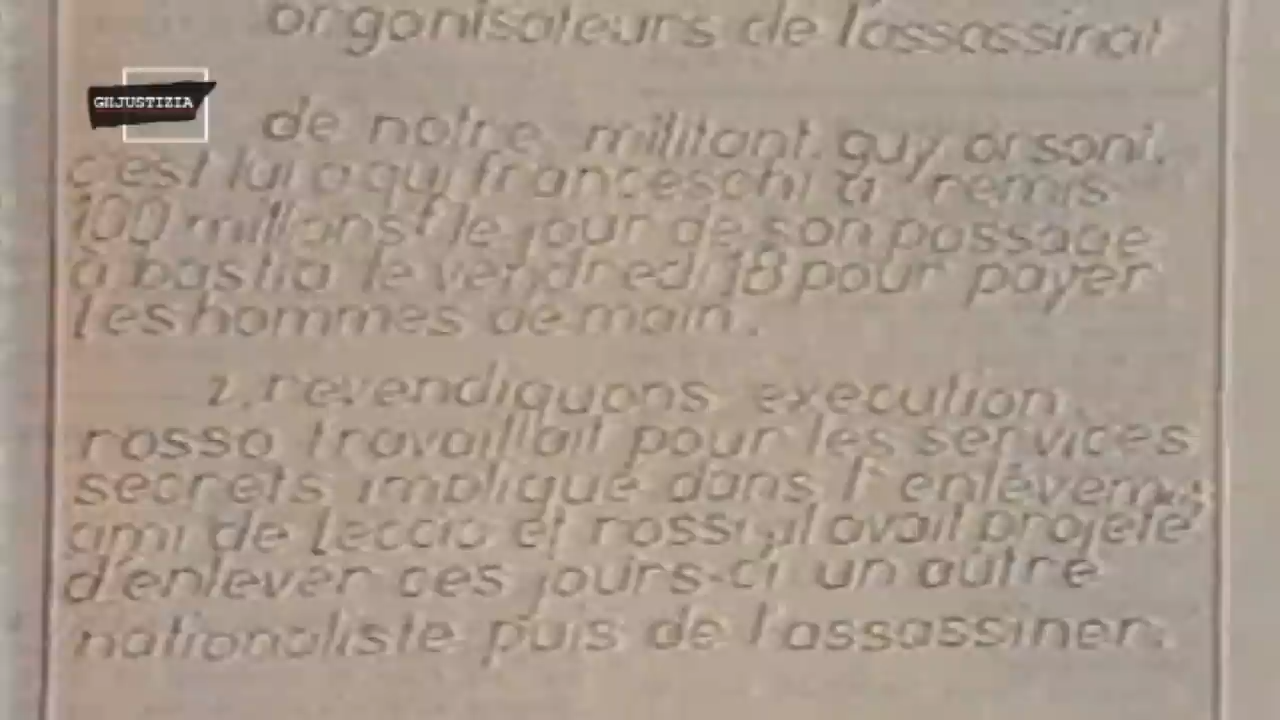 organisateurs de l'assassinat
GHJUSTIZIA
de notre militant. guy orsoni.
c'est lui a qui franceschi a remis
100 millions le jour de son passage
à bastia le vendredi 18 pour payer
les hommes de main.
2. revendiquons execution
rosso travaillait pour les services
secrets impliqué dans l'enlèvem
ami de leccia et rossi, il avait projeté
d'enlever ces jours-ci un autre
nationaliste puis de l'assassiner.